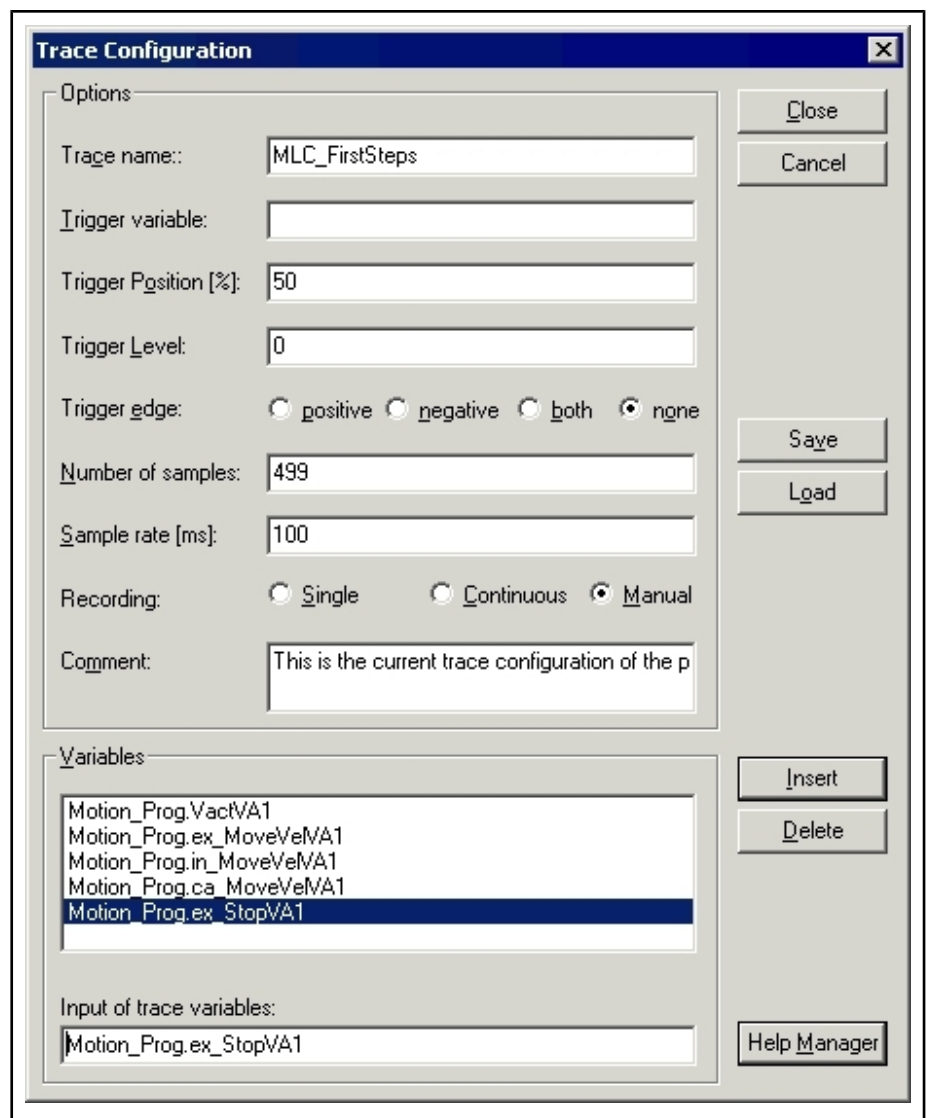 Trace Configuration
Options
Close
Trace name:: MLC_FirstSteps
Cancel
Trigger variable:
Trigger Position [%]: 50
Trigger Level: 0
Trigger edge: positive negative both none
Save
Number of samples: 499
Load
Sample rate [ms]: 100
Recording: Single Continuous Manual
Comment: This is the current trace configuration of the p
Variables
Insert
Motion_Prog.VactVA1
Motion_Prog.ex_MoveVelVA1
Delete
Motion_Prog.in_MoveVelVA1
Motion_Prog.ca_MoveVelVA1
Motion_Prog.ex_StopVA1
Input of trace variables:
Motion_Prog.ex_StopVA1
Help Manager